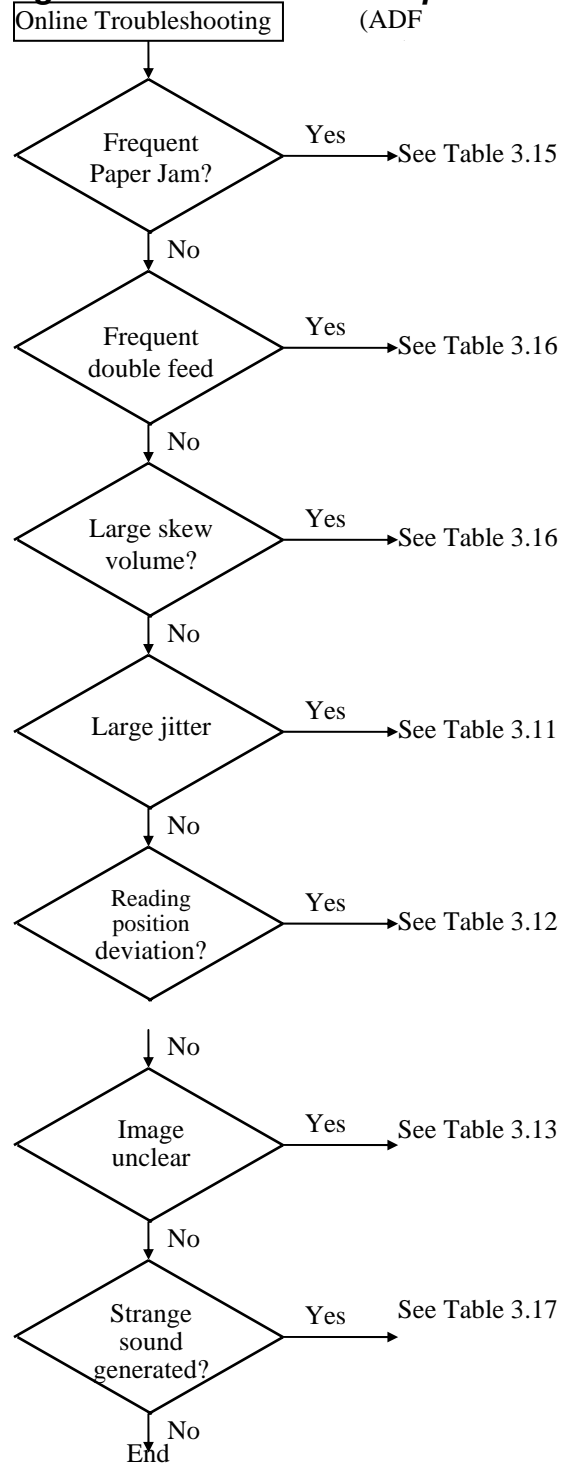 Online Troubleshooting (ADF
Frequent
Paper Jam?
Yes
See Table 3.15
No
Frequent
double feed
Yes
See Table 3.16
No
Large skew
volume?
Yes
See Table 3.16
No
Large jitter
Yes
See Table 3.11
No
Reading
position
deviation?
Yes
See Table 3.12
No
Image
unclear
Yes
See Table 3.13
No
Strange
sound
generated?
Yes
See Table 3.17
No
End